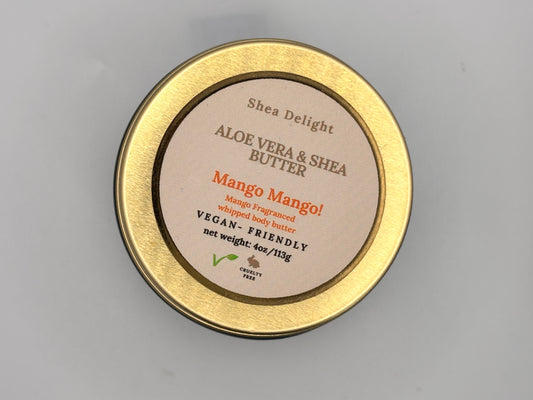 Shea Delight
ALOE VERA & SHEA
BUTTER
Mango Mango!
Mango Fragranced
whipped body butter
VEGAN- FRIENDLY
net weight: 4oz/113g
CRUELTY
FREE